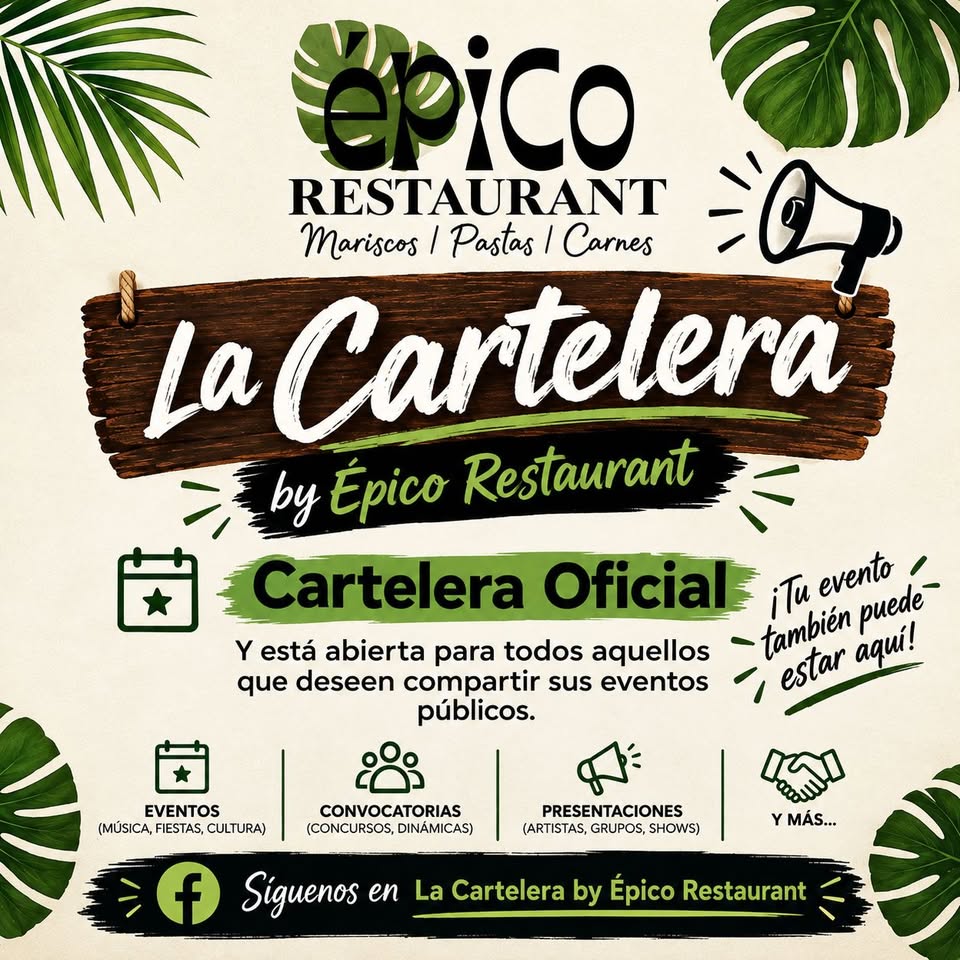 épico
RESTAURANT
Mariscos | Pastas | Carnes
La Cartelera
by Épico Restaurant
Cartelera Oficial
Y está abierta para todos aquellos
que deseen compartir sus eventos
públicos.
¡Tu evento
también puede
estar aquí!
EVENTOS
(MÚSICA, FIESTAS, CULTURA)
CONVOCATORIAS
(CONCURSOS, DINÁMICAS)
PRESENTACIONES
(ARTISTAS, GRUPOS, SHOWS)
Y MÁS...
f Síguenos en La Cartelera by Épico Restaurant